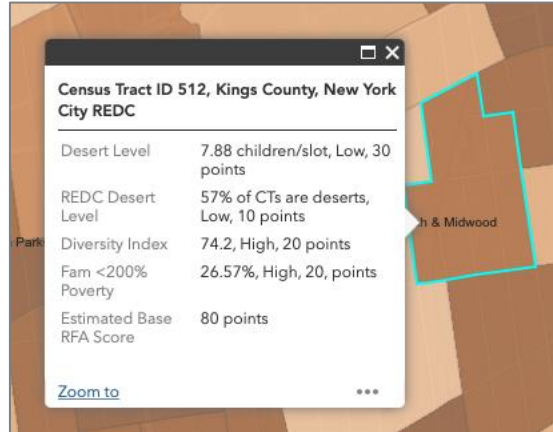 Census Tract ID 512, Kings County, New York
City REDC
Desert Level 7.88 children/slot, Low, 30
points
REDC Desert 57% of CTs are deserts,
Level Low, 10 points
Diversity Index 74.2, High, 20 points
Fam <200% 26.57%, High, 20, points
Poverty
Estimated Base 80 points
RFA Score
Zoom to
Park
h & Midwood